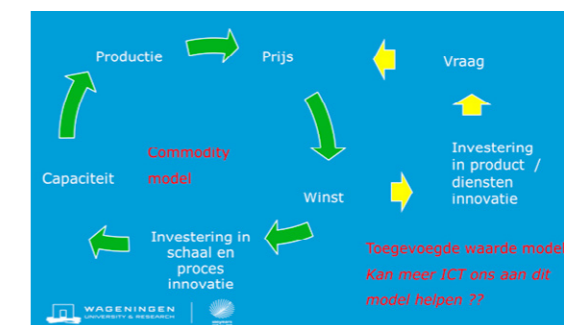 Productie
Prijs
Vraag
Commodity
model
Capaciteit
Winst
Investering
in product /
diensten
innovatie
Investering in
schaal en
proces
innovatie
Toegevoegde waarde model
Kan meer ICT ons aan dit
model helpen ??
WAGENINGEN
UNIVERSITY & RESEARCH